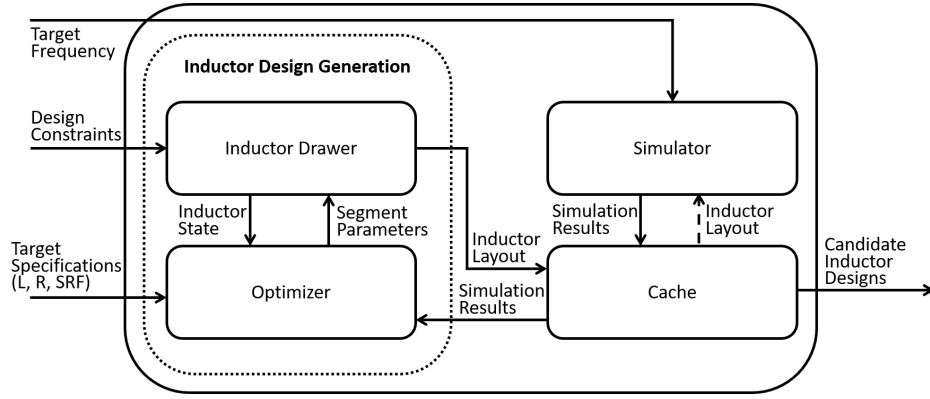 Target
Frequency
Inductor Design Generation
Design
Constraints
Inductor Drawer
Simulator
Inductor
State
Segment
Parameters
Simulation
Results
Inductor
Layout
Target
Specifications
(L, R, SRF)
Inductor
Layout
Candidate
Inductor
Designs
Optimizer
Simulation
Results
Cache